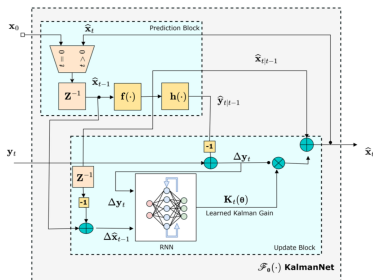 Prediction Block
x₀
x̂ₜ
t = 0
t > 0
Z⁻¹
x̂ₜ₋₁
f(·)
h(·)
x̂ₜ|ₜ₋₁
ŷₜ|ₜ₋₁
-1
yₜ
Δyₜ
x̂ₜ
Z⁻¹
-1
Δyₜ
Δx̂ₜ₋₁
RNN
Kₜ(θ)
Learned Kalman Gain
Update Block
ℱ_θ(·) KalmanNet